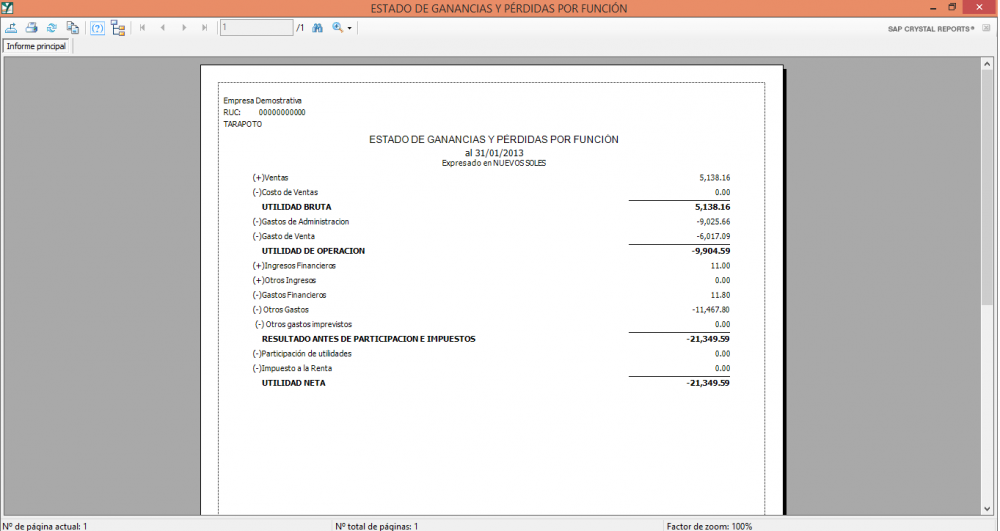 ESTADO DE GANANCIAS Y PÉRDIDAS POR FUNCIÓN
1 /1 SAP CRYSTAL REPORTS
Informe principal
Empresa Demostrativa
RUC: 00000000000
TARAPOTO
ESTADO DE GANANCIAS Y PÉRDIDAS POR FUNCIÓN
al 31/01/2013
Expresado en NUEVOS SOLES
(+)Ventas 5,138.16
(-)Costo de Ventas 0.00
UTILIDAD BRUTA 5,138.16
(-)Gastos de Administracion -9,025.66
(-)Gasto de Venta -6,017.09
UTILIDAD DE OPERACION -9,904.59
(+)Ingresos Financieros 11.00
(+)Otros Ingresos 0.00
(-)Gastos Financieros 11.80
(-) Otros Gastos -11,467.80
(-) Otros gastos imprevistos 0.00
RESULTADO ANTES DE PARTICIPACION E IMPUESTOS -21,349.59
(-)Participación de utilidades 0.00
(-)Impuesto a la Renta 0.00
UTILIDAD NETA -21,349.59
Nº de página actual: 1 Nº total de páginas: 1 Factor de zoom: 100%